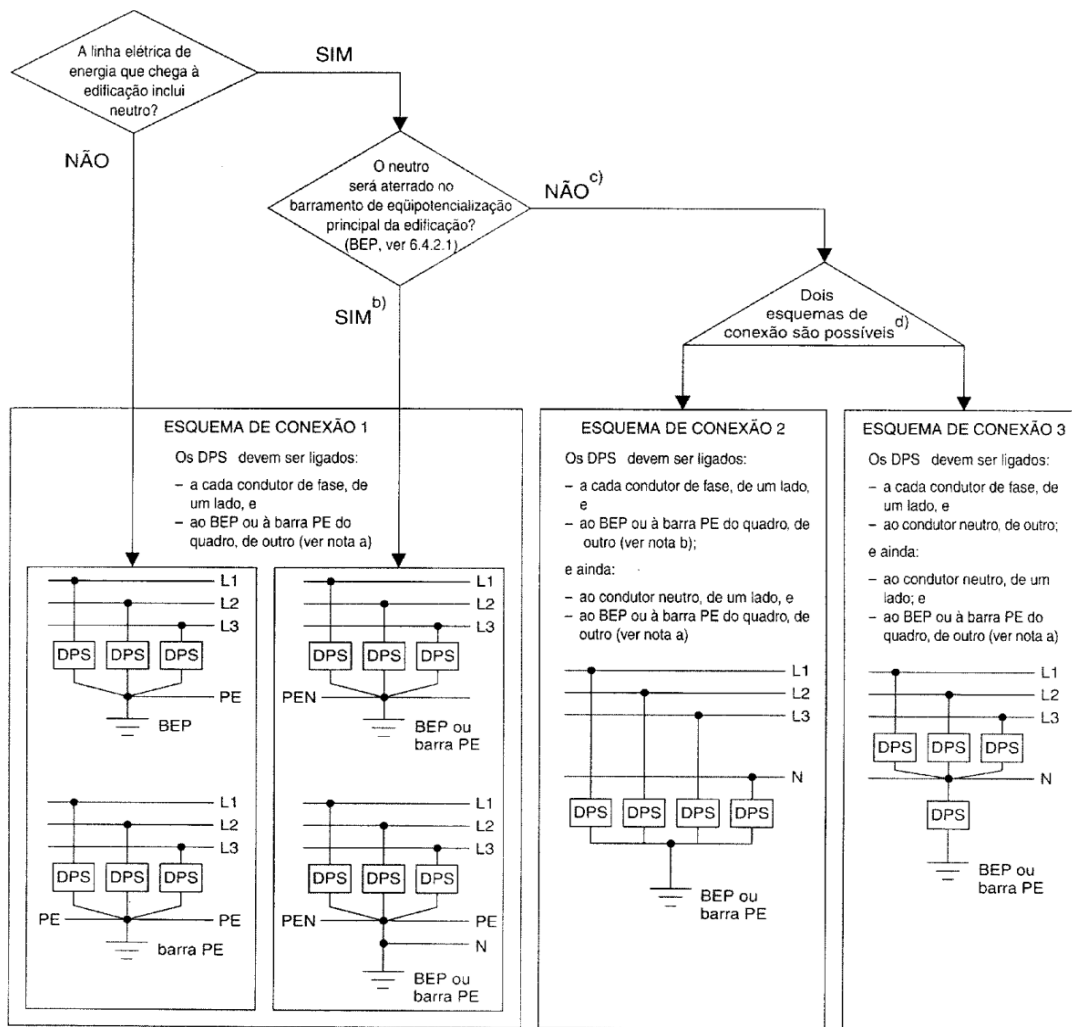 A linha elétrica de
energia que chega à
edificação inclui
neutro?
SIM
NÃO
O neutro
será aterrado no
barramento de eqüipotencialização
principal da edificação?
(BEP, ver 6.4.2.1)
NÃO c)
SIM b)
Dois
esquemas de
conexão são possíveis d)
ESQUEMA DE CONEXÃO 1
Os DPS devem ser ligados:
– a cada condutor de fase, de
um lado, e
– ao BEP ou à barra PE do
quadro, de outro (ver nota a)
L1
L2
L3
DPS DPS DPS
PE
BEP
L1
L2
L3
DPS DPS DPS
PE PE
barra PE
L1
L2
L3
DPS DPS DPS
PEN
BEP ou
barra PE
L1
L2
L3
DPS DPS DPS
PEN PE
N
BEP ou
barra PE
ESQUEMA DE CONEXÃO 2
Os DPS devem ser ligados:
– a cada condutor de fase, de um lado,
e
– ao BEP ou à barra PE do quadro, de
outro (ver nota b);
e ainda:
– ao condutor neutro, de um lado, e
– ao BEP ou à barra PE do quadro, de
outro (ver nota a)
L1
L2
L3
N
DPS DPS DPS DPS
BEP ou
barra PE
ESQUEMA DE CONEXÃO 3
Os DPS devem ser ligados:
– a cada condutor de fase, de
um lado, e
– ao condutor neutro, de outro;
e ainda:
– ao condutor neutro, de um
lado; e
– ao BEP ou à barra PE do
quadro, de outro (ver nota a)
L1
L2
L3
DPS DPS DPS
N
DPS
BEP ou
barra PE